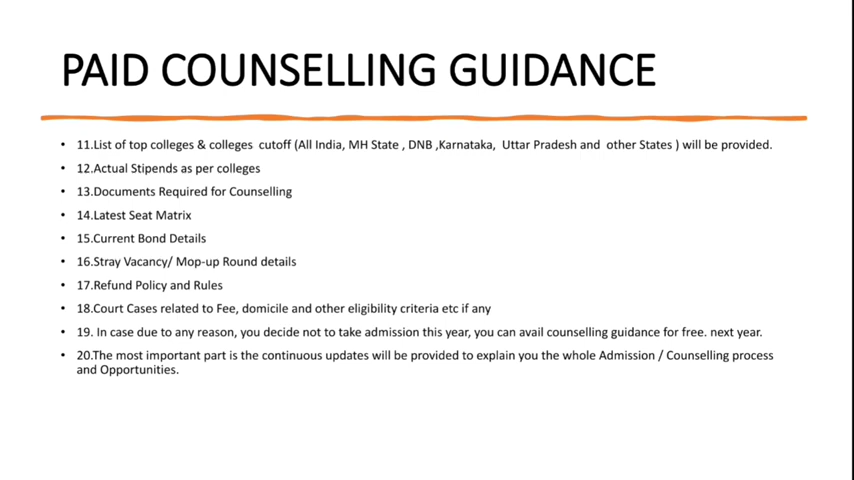 PAID COUNSELLING GUIDANCE
• 11.List of top colleges & colleges cutoff (All India, MH State , DNB ,Karnataka, Uttar Pradesh and other States ) will be provided.
• 12.Actual Stipends as per colleges
• 13.Documents Required for Counselling
• 14.Latest Seat Matrix
• 15.Current Bond Details
• 16.Stray Vacancy/ Mop-up Round details
• 17.Refund Policy and Rules
• 18.Court Cases related to Fee, domicile and other eligibility criteria etc if any
• 19. In case due to any reason, you decide not to take admission this year, you can avail counselling guidance for free. next year.
• 20.The most important part is the continuous updates will be provided to explain you the whole Admission / Counselling process
and Opportunities.